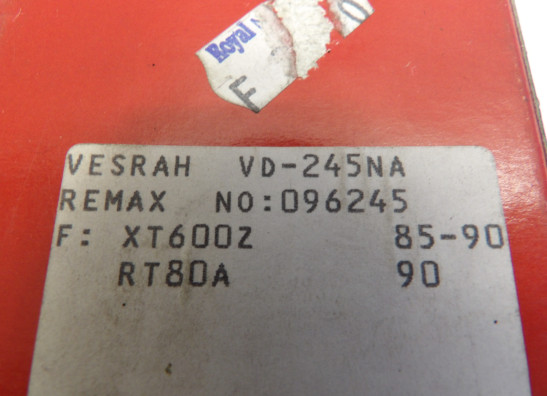 Royal
F
VESRAH VD-245NA
REMAX NO:096245
F: XT600Z 85-90
RT80A 90